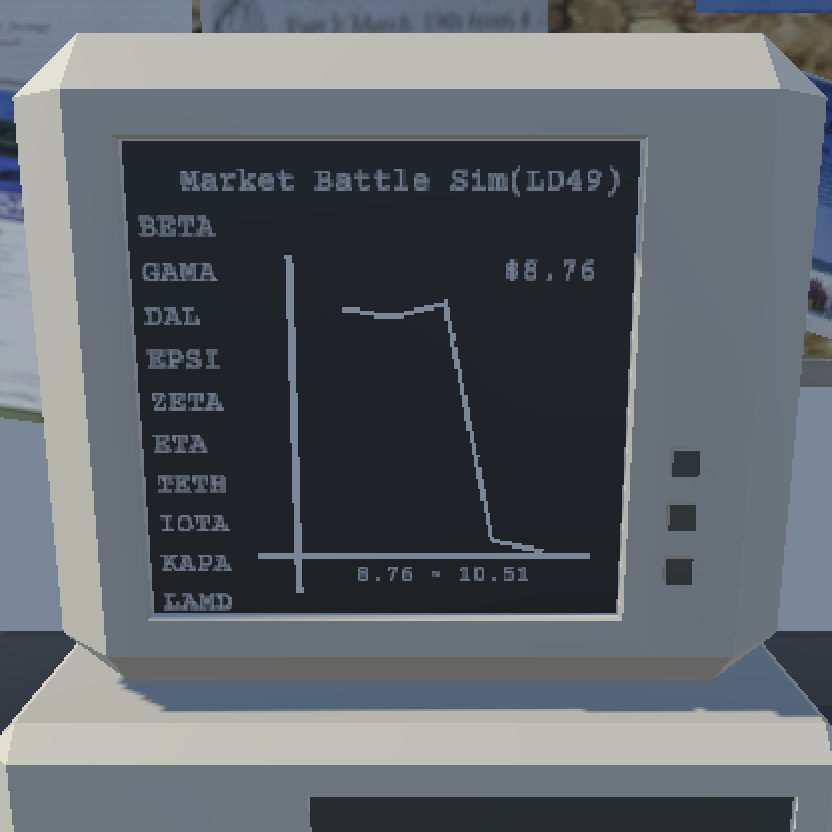 Market Battle Sim(LD49)
BETA
GAMA
$8.76
DAL
EPSI
ZETA
ETA
TETH
IOTA
KAPA
8.76 ~ 10.51
LAMD